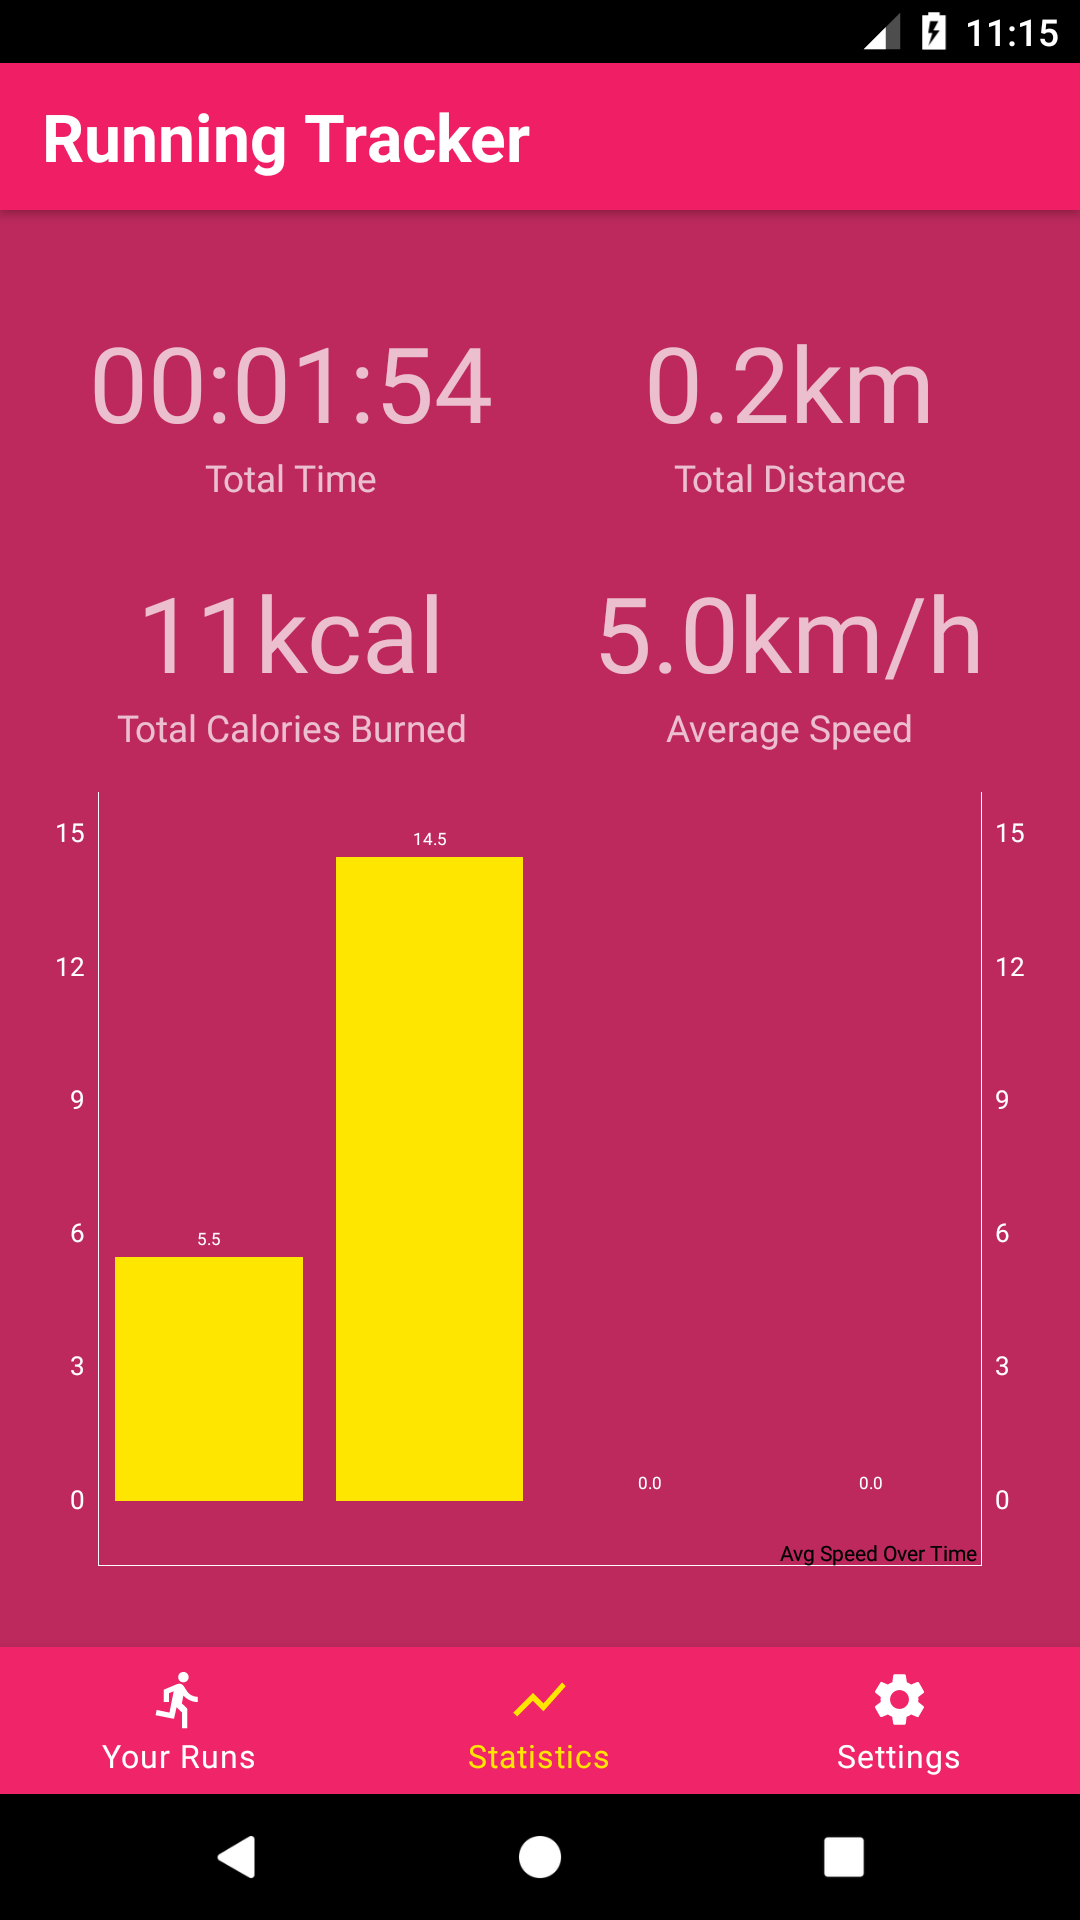 11:15
Running Tracker
00:01:54 0.2km
Total Time Total Distance
11kcal 5.0km/h
Total Calories Burned Average Speed
15 14.5 15
12 12
9 9
6 5.5 6
3 3
0 0.0 0.0 0
Avg Speed Over Time
Your Runs Statistics Settings